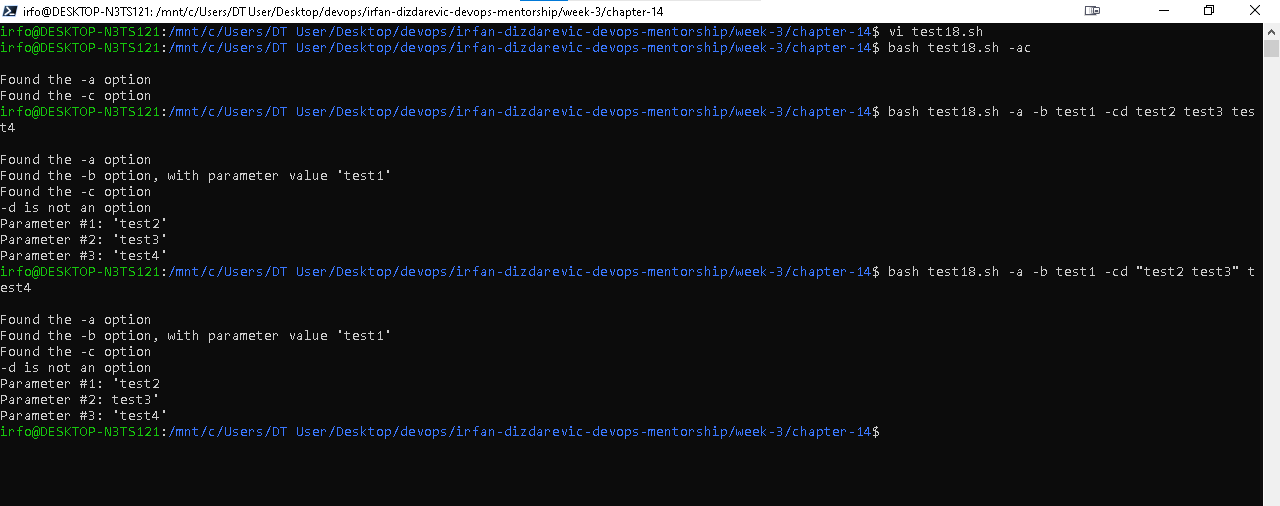 irfo@DESKTOP-N3TS121: /mnt/c/Users/DT User/Desktop/devops/irfan-dizdarevic-devops-mentorship/week-3/chapter-14
irfo@DESKTOP-N3TS121:/mnt/c/Users/DT User/Desktop/devops/irfan-dizdarevic-devops-mentorship/week-3/chapter-14$ vi test18.sh
irfo@DESKTOP-N3TS121:/mnt/c/Users/DT User/Desktop/devops/irfan-dizdarevic-devops-mentorship/week-3/chapter-14$ bash test18.sh -ac
Found the -a option
Found the -c option
irfo@DESKTOP-N3TS121:/mnt/c/Users/DT User/Desktop/devops/irfan-dizdarevic-devops-mentorship/week-3/chapter-14$ bash test18.sh -a -b test1 -cd test2 test3 tes
t4
Found the -a option
Found the -b option, with parameter value 'test1'
Found the -c option
-d is not an option
Parameter #1: 'test2'
Parameter #2: 'test3'
Parameter #3: 'test4'
irfo@DESKTOP-N3TS121:/mnt/c/Users/DT User/Desktop/devops/irfan-dizdarevic-devops-mentorship/week-3/chapter-14$ bash test18.sh -a -b test1 -cd "test2 test3" t
est4
Found the -a option
Found the -b option, with parameter value 'test1'
Found the -c option
-d is not an option
Parameter #1: 'test2
Parameter #2: test3'
Parameter #3: 'test4'
irfo@DESKTOP-N3TS121:/mnt/c/Users/DT User/Desktop/devops/irfan-dizdarevic-devops-mentorship/week-3/chapter-14$